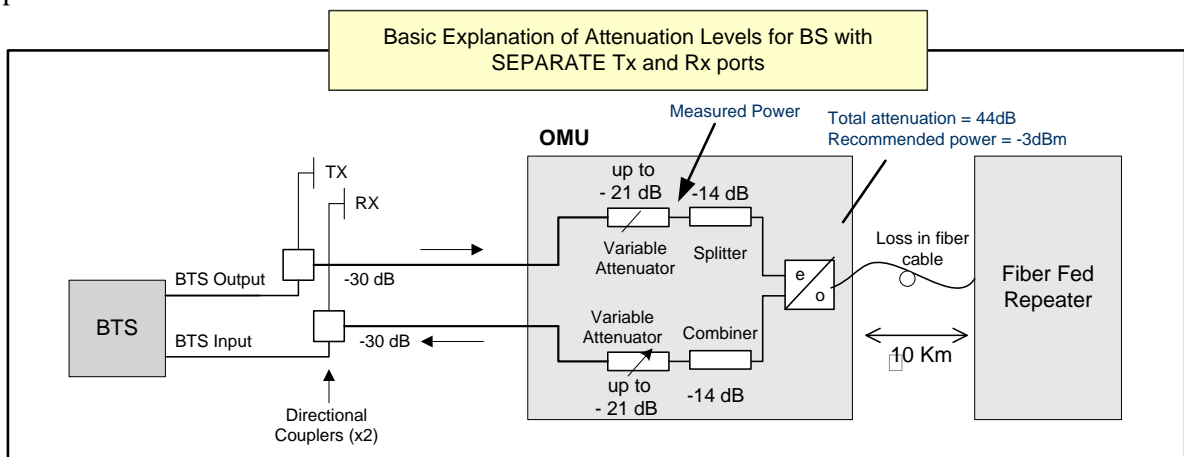 Basic Explanation of Attenuation Levels for BS with
SEPARATE Tx and Rx ports
Measured Power
Total attenuation = 44dB
Recommended power = -3dBm
OMU
TX
RX
up to
- 21 dB
-14 dB
Variable
Attenuator
Splitter
BTS Output
-30 dB
BTS
BTS Input
-30 dB
e
o
Loss in fiber
cable
Fiber Fed
Repeater
Variable
Attenuator
Combiner
up to
- 21 dB
-14 dB
10 Km
Directional
Couplers (x2)